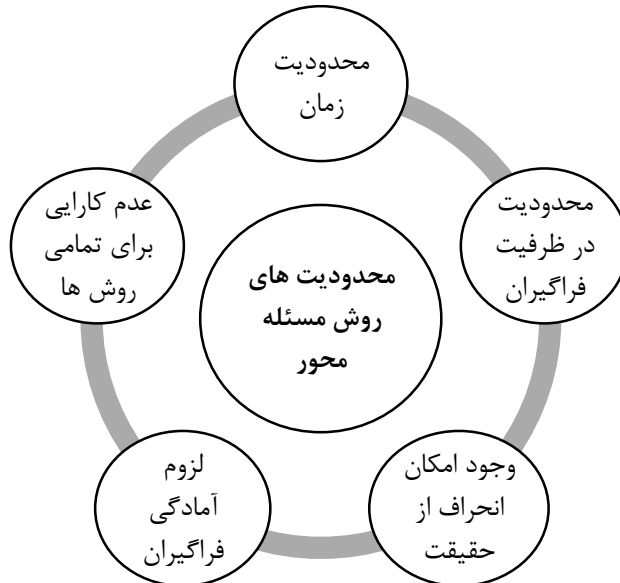 محدودیت
زمان
محدودیت
در ظرفیت
فراگیران
وجود امکان
انحراف از
حقیقت
لزوم
آمادگی
فراگیران
عدم کارایی
برای تمامی
روش ها
محدودیت های
روش مسئله
محور